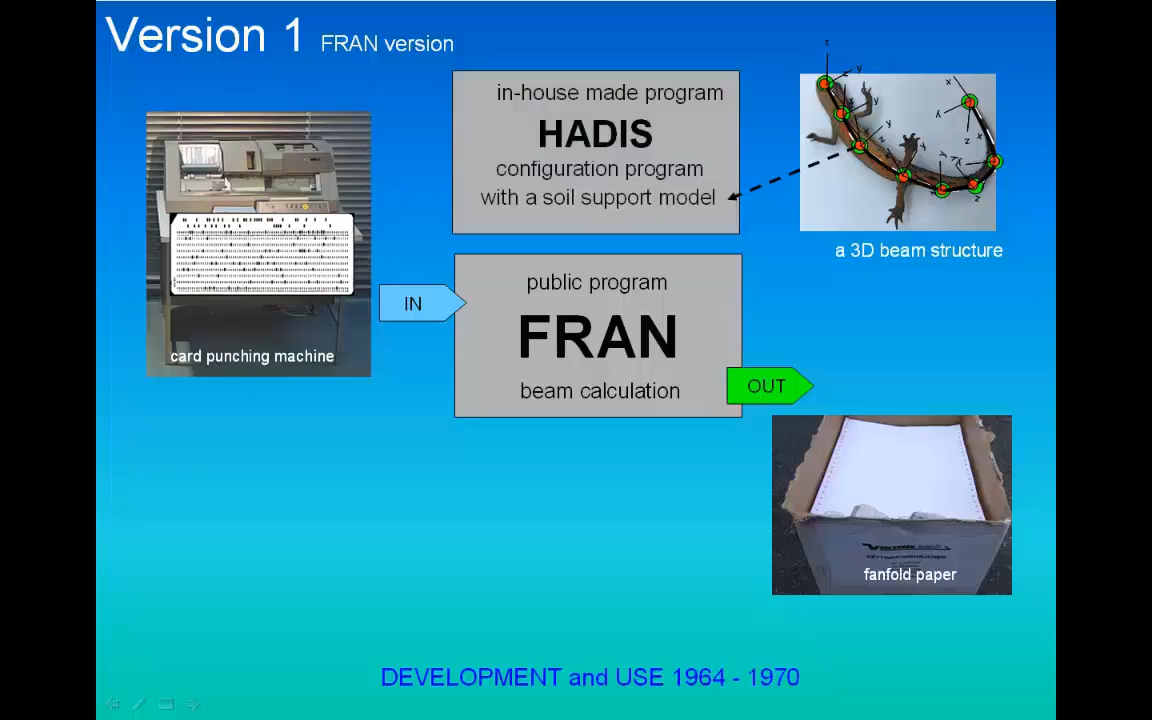 Version 1 FRAN version
in-house made program
HADIS
configuration program
with a soil support model
a 3D beam structure
card punching machine
IN
public program
FRAN
beam calculation
OUT
fanfold paper
DEVELOPMENT and USE 1964 - 1970